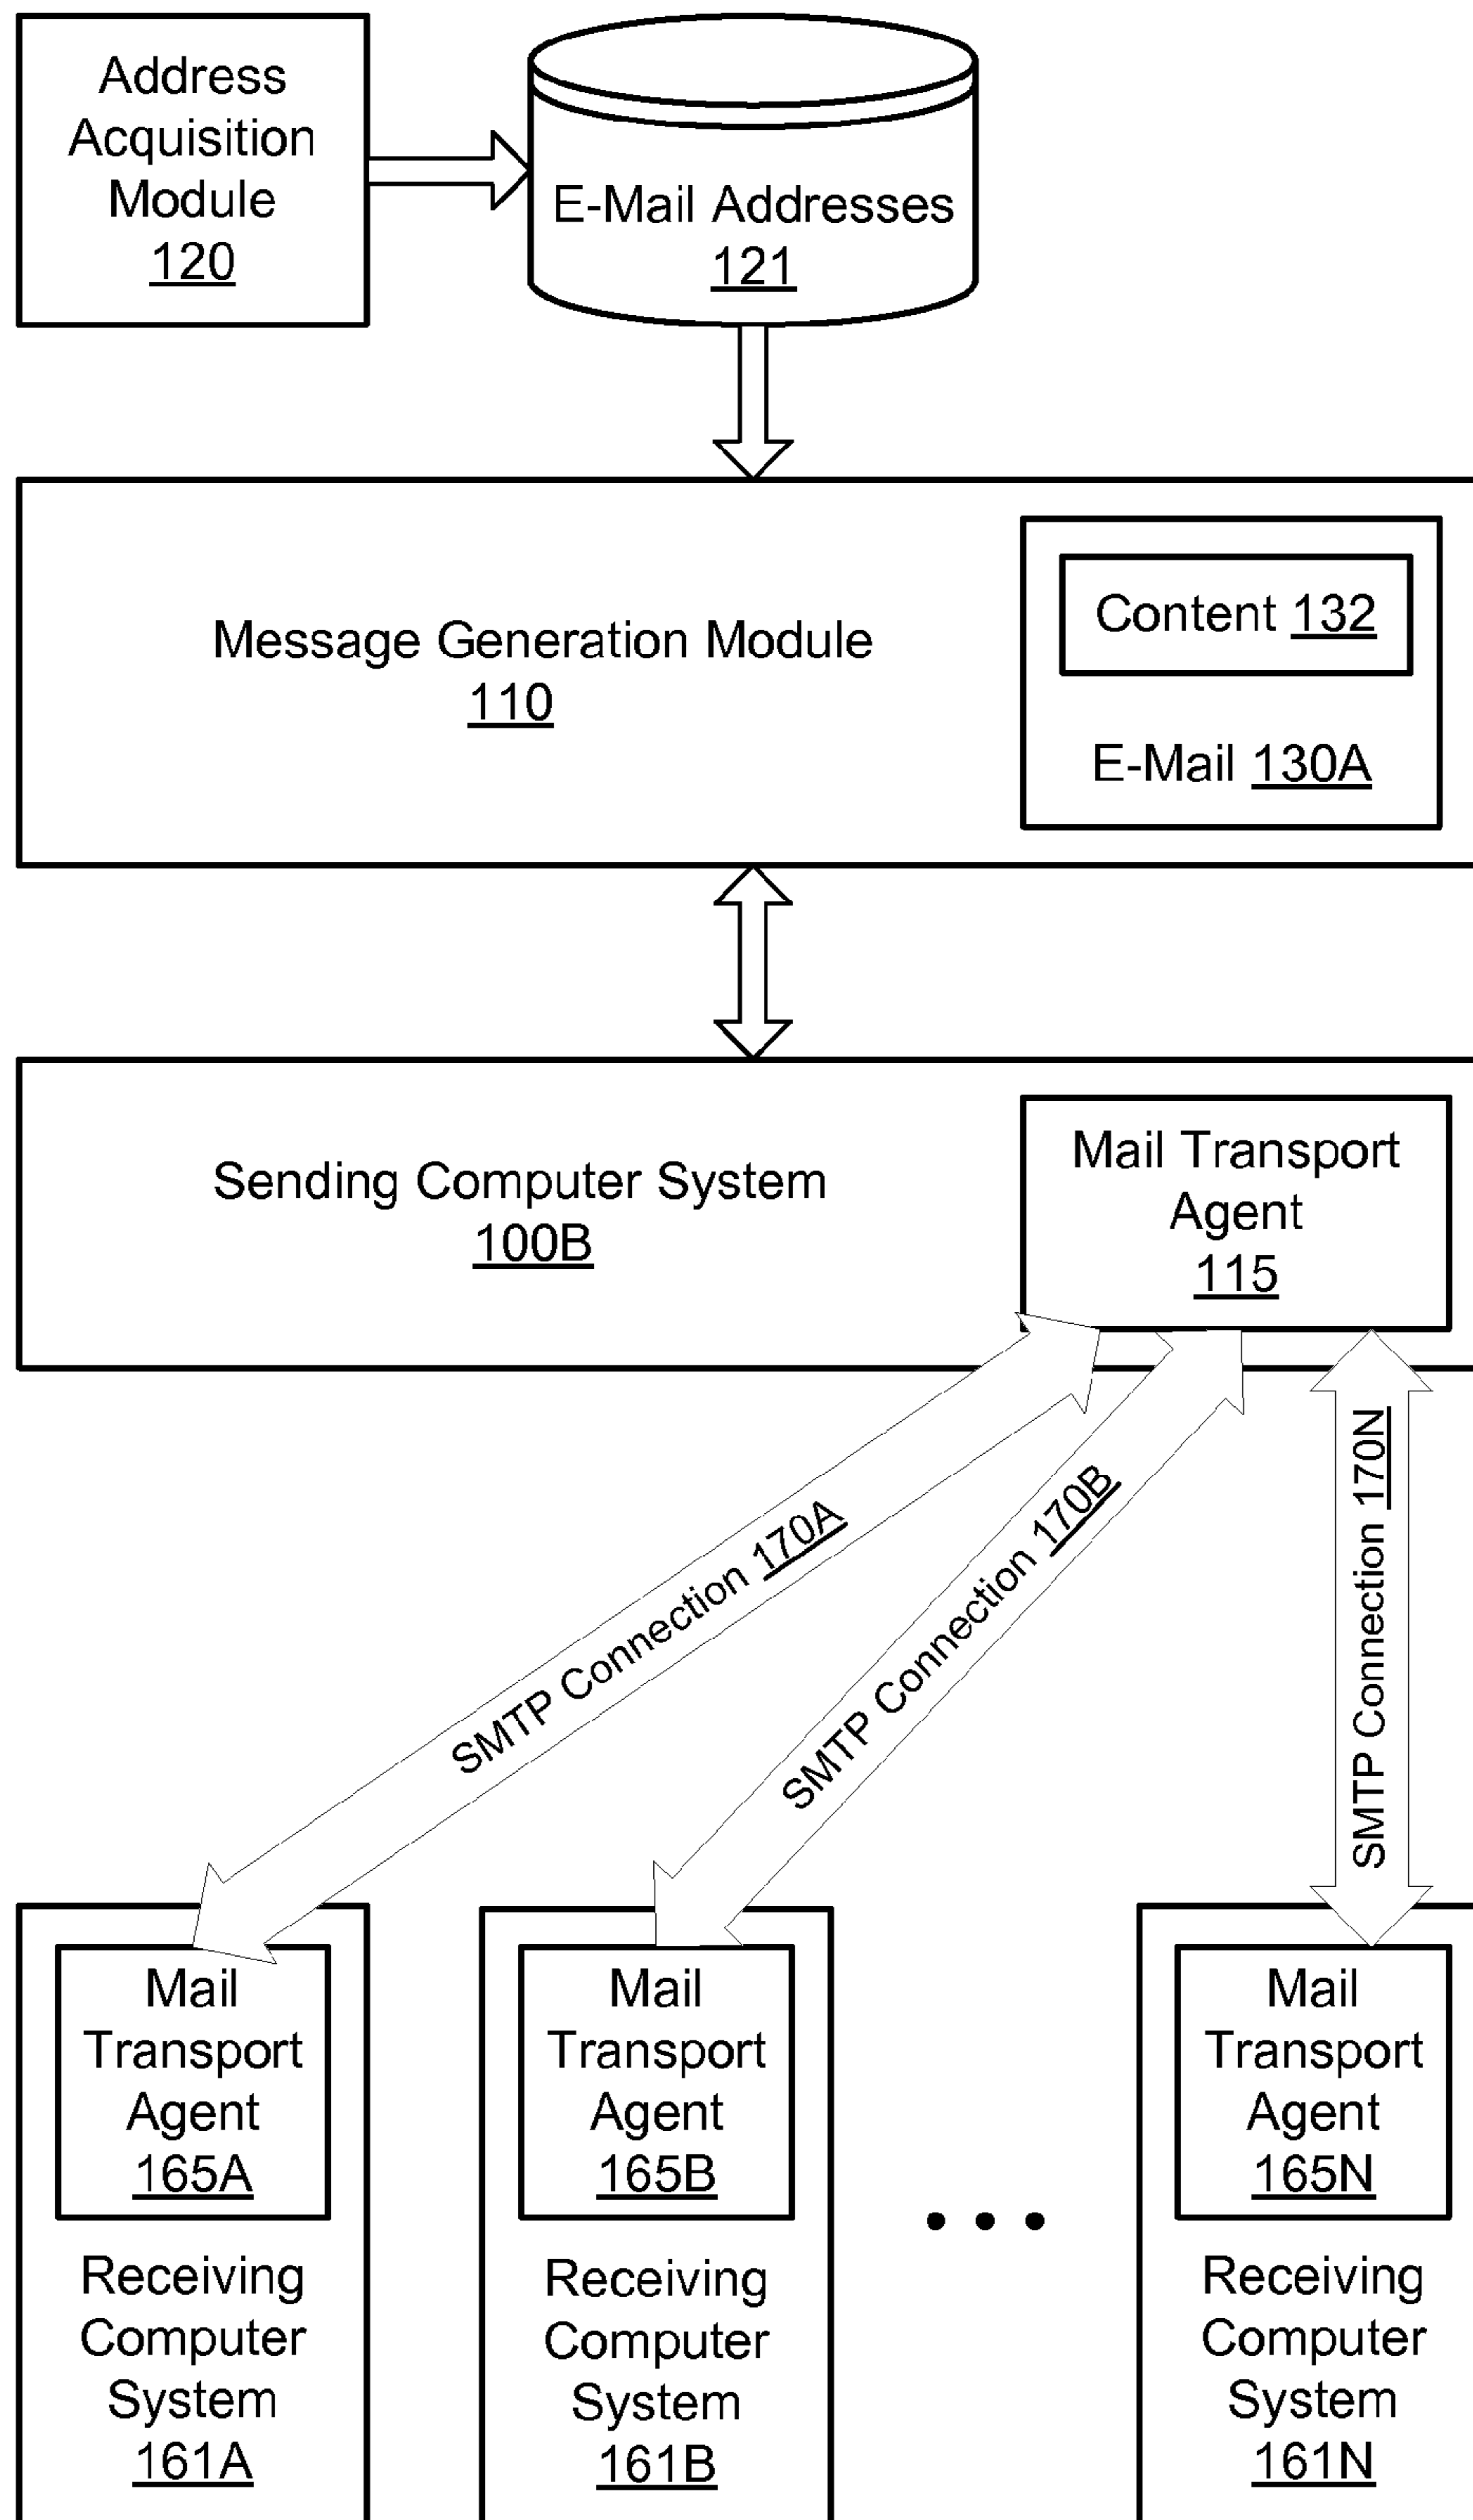 Address
Acquisition
Module
120
E-Mail Addresses
121
Message Generation Module
110
Content 132
E-Mail 130A
Sending Computer System
100B
Mail Transport
Agent
115
SMTP Connection 170A
SMTP Connection 170B
SMTP Connection 170N
Mail
Transport
Agent
165A
Receiving
Computer
System
161A
Mail
Transport
Agent
165B
Receiving
Computer
System
161B
Mail
Transport
Agent
165N
Receiving
Computer
System
161N